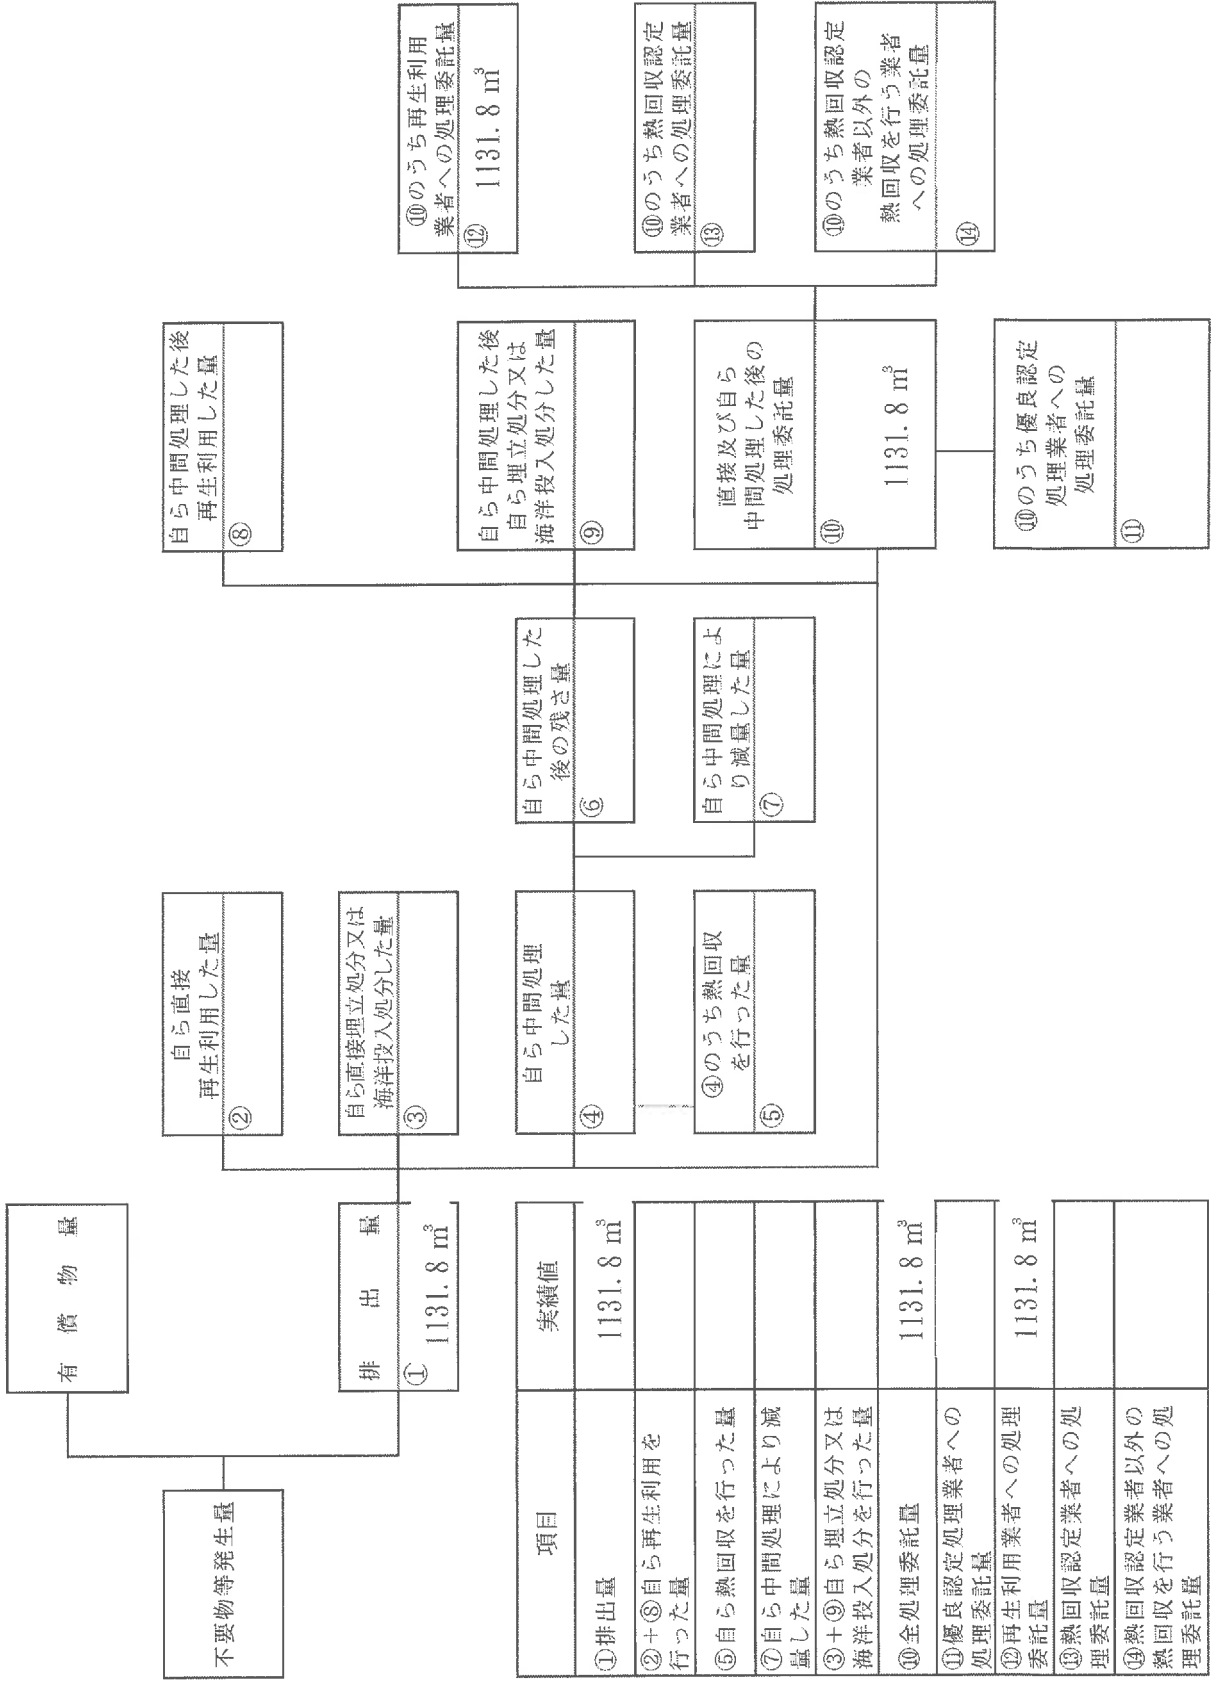 不要物等発生量
有償物量
排出量
① 1131.8 m³
自ら直接
再生利用した量
②
自ら直接埋立処分又は
海洋投入処分した量
③
自ら中間処理
した量
④
④のうち熱回収
を行った量
⑤
自ら中間処理した
後の残さ量
⑥
自ら中間処理によ
り減量した量
⑦
自ら中間処理した後
再生利用した量
⑧
自ら中間処理した後
自ら埋立処分又は
海洋投入処分した量
⑨
直接及び自ら
中間処理した後の
処理委託量
⑩
1131.8 m³
⑩のうち優良認定
処理業者への
処理委託量
⑪
⑩のうち再生利用
業者への処理委託量
⑫ 1131.8 m³
⑩のうち熱回収認定
業者への処理委託量
⑬
⑩のうち熱回収認定
業者以外の
熱回収を行う業者
への処理委託量
⑭
項目 実績値
①排出量 1131.8 m³
②+⑧自ら再生利用を
行った量
⑤自ら熱回収を行った量
⑦自ら中間処理により減
量した量
③+⑨自ら埋立処分又は
海洋投入処分を行った量
⑩全処理委託量 1131.8 m³
⑪優良認定処理業者への
処理委託量
⑫再生利用業者への処理
委託量 1131.8 m³
⑬熱回収認定業者への処
理委託量
⑭熱回収認定業者以外の
熱回収を行う業者への処
理委託量